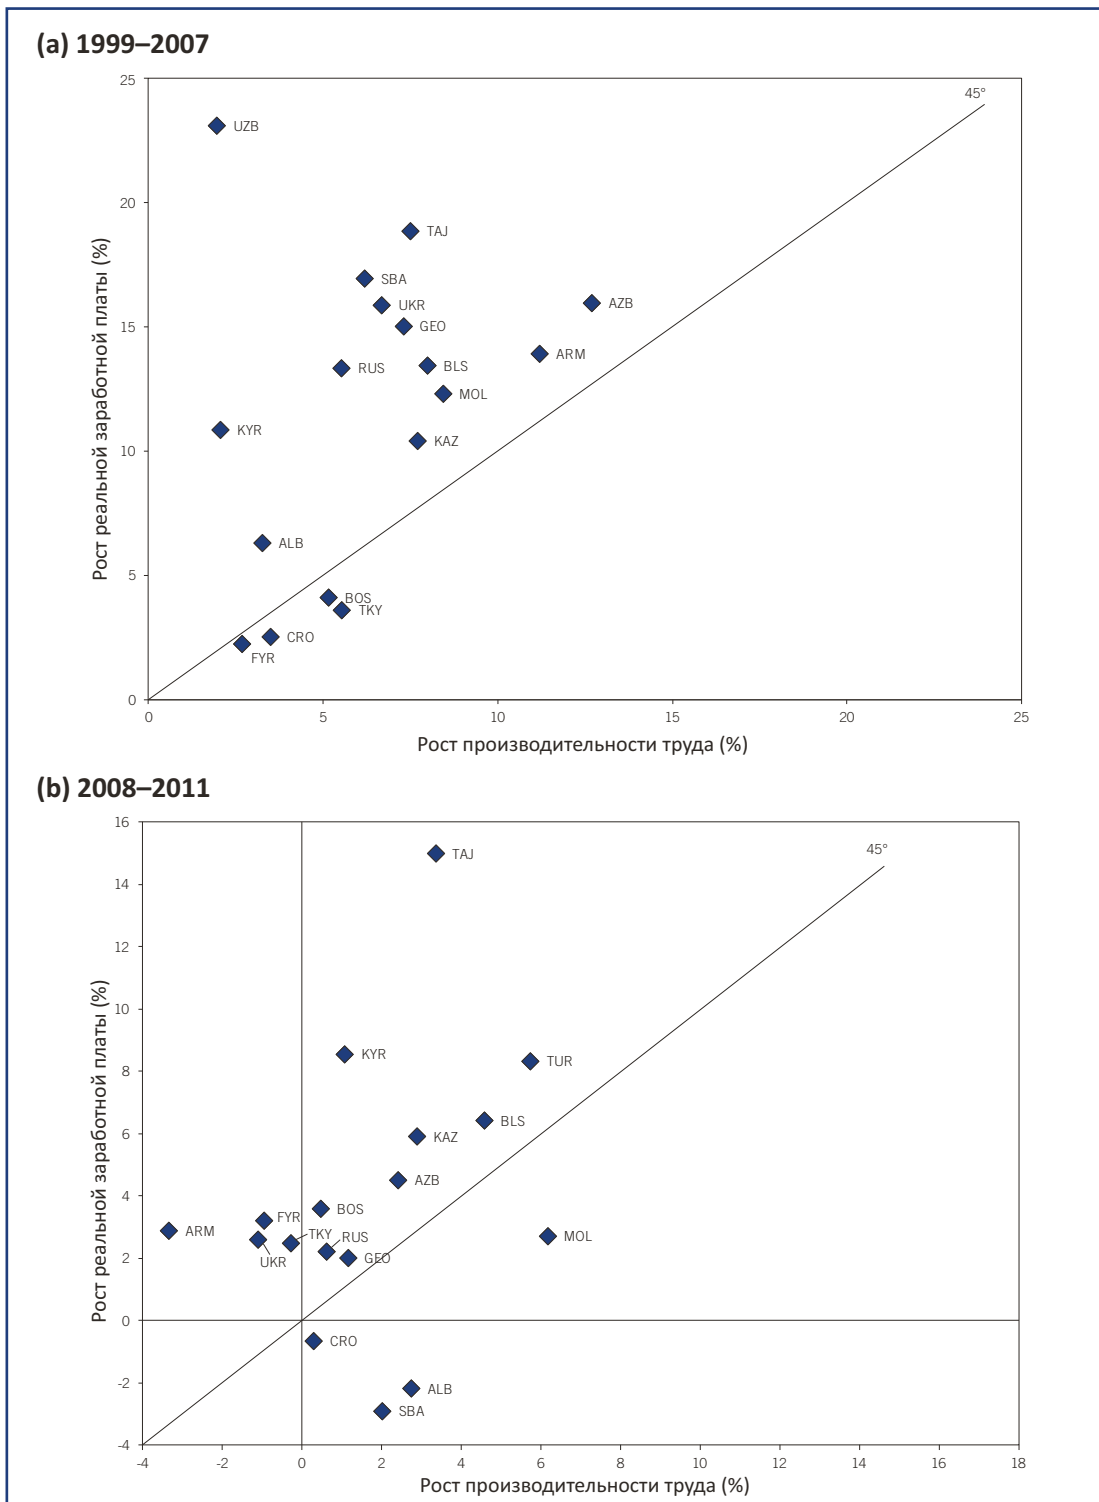 (a) 1999–2007
Рост реальной заработной платы (%)
25
20
15
10
5
0
45°
UZB
TAJ
SBA
UKR
AZB
GEO
ARM
RUS
BLS
MOL
KYR
KAZ
ALB
BOS
TKY
CRO
FYR
0
5
10
15
20
25
Рост производительности труда (%)
(b) 2008–2011
Рост реальной заработной платы (%)
16
14
12
10
8
6
4
2
0
-2
-4
45°
TAJ
KYR
TUR
BLS
KAZ
AZB
BOS
FYR
ARM
TKY
RUS
MOL
UKR
GEO
CRO
ALB
SBA
-4
-2
0
2
4
6
8
10
12
14
16
18
Рост производительности труда (%)